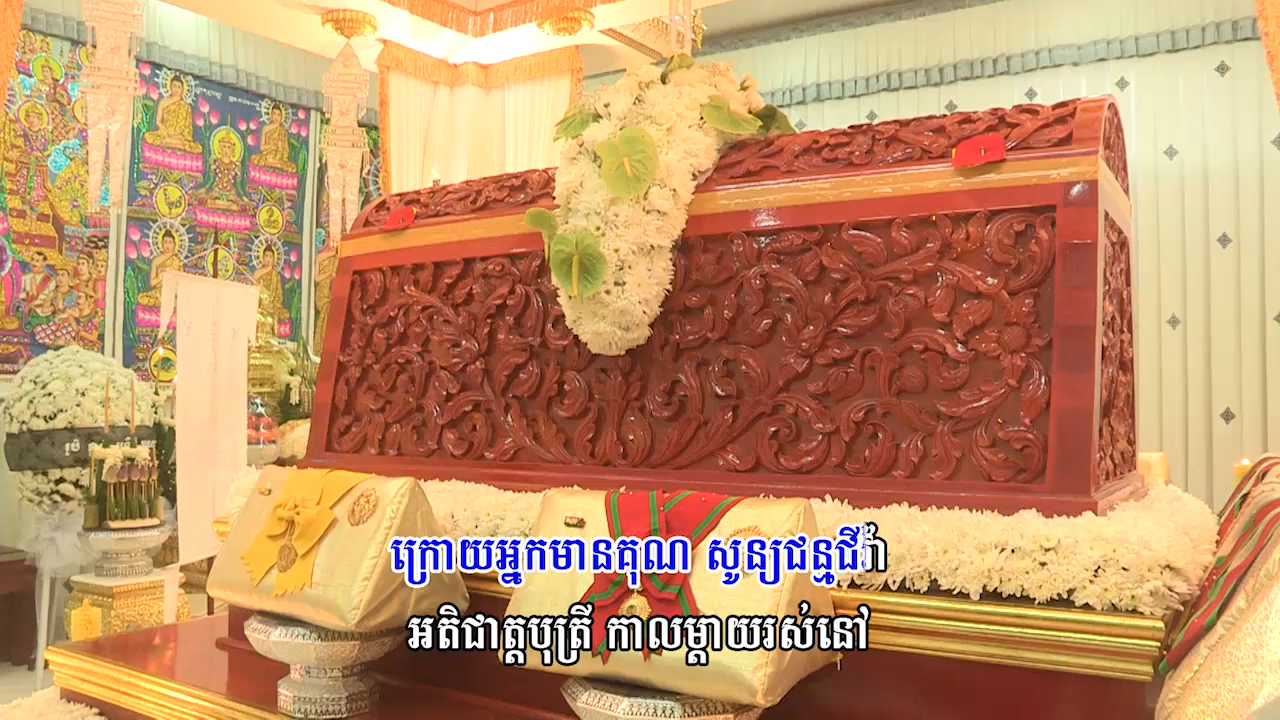 ក្រោយអ្នកមានគុណ សូន្យជន្មជីវ៉ា
អតិជាត្តបុត្រី កាលម្តាយរស់នៅ